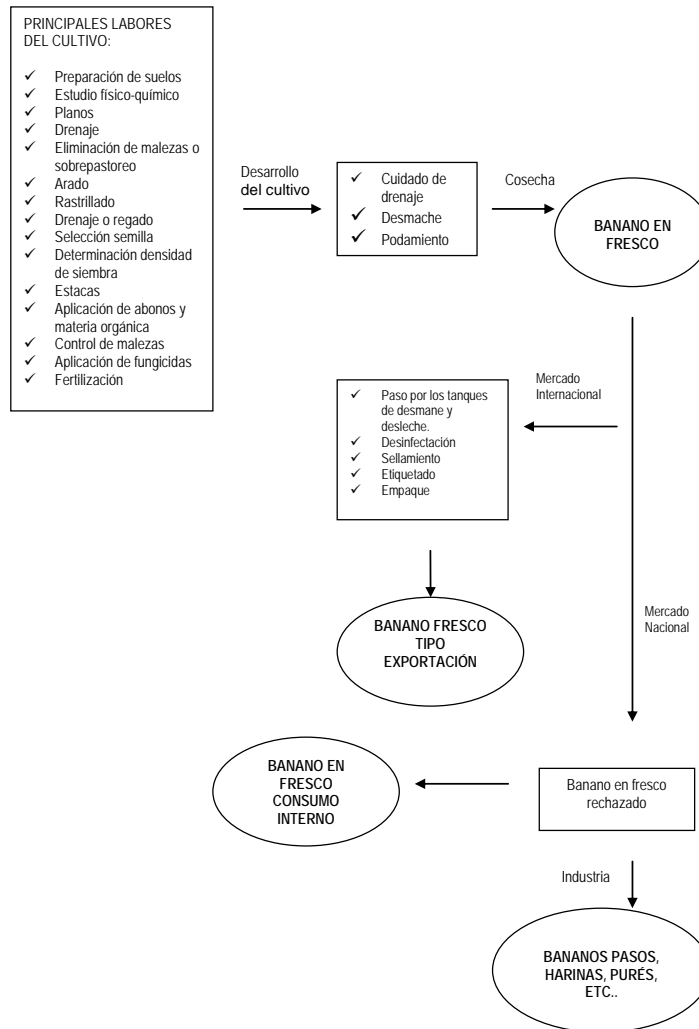 PRINCIPALES LABORES
DEL CULTIVO:
✓ Preparación de suelos
✓ Estudio físico-químico
✓ Planos
✓ Drenaje
✓ Eliminación de malezas o
sobrepastoreo
✓ Arado
✓ Rastrillado
✓ Drenaje o regado
✓ Selección semilla
✓ Determinación densidad
de siembra
✓ Estacas
✓ Aplicación de abonos y
materia orgánica
✓ Control de malezas
✓ Aplicación de fungicidas
✓ Fertilización
Desarrollo
del cultivo
✓ Cuidado de
drenaje
✓ Desmache
✓ Podamiento
Cosecha
BANANO EN
FRESCO
Mercado
Internacional
✓ Paso por los tanques
de desmane y
desleche.
✓ Desinfectación
✓ Sellamiento
✓ Etiquetado
✓ Empaque
BANANO FRESCO
TIPO
EXPORTACIÓN
Mercado
Nacional
Banano en fresco
rechazado
BANANO EN
FRESCO
CONSUMO
INTERNO
Industria
BANANOS PASOS,
HARINAS, PURÉS,
ETC..